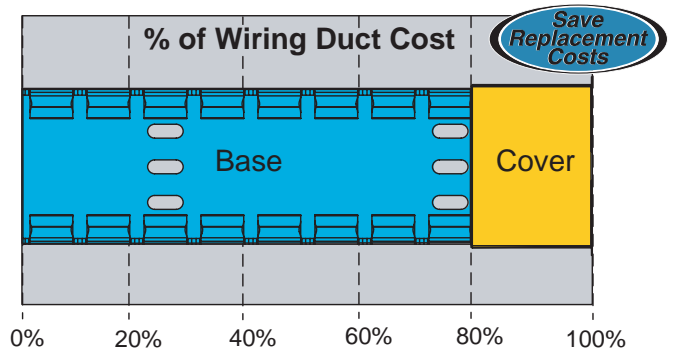 % of Wiring Duct Cost
Save
Replacement
Costs
Base
Cover
0%
20%
40%
60%
80%
100%